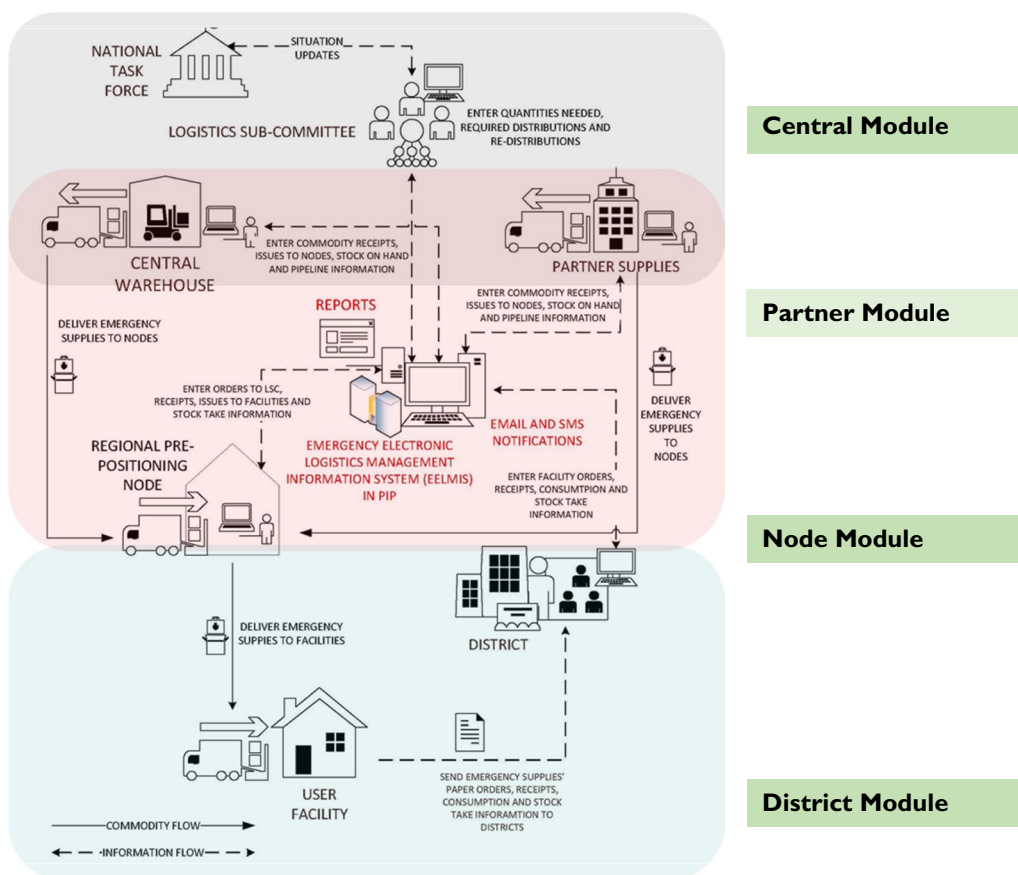 NATIONAL
TASK
FORCE
SITUATION
UPDATES
LOGISTICS SUB-COMMITTEE
ENTER QUANTITIES NEEDED,
REQUIRED DISTRIBUTIONS AND
RE-DISTRIBUTIONS
Central Module
CENTRAL
WAREHOUSE
ENTER COMMODITY RECEIPTS,
ISSUES TO NODES, STOCK ON HAND
AND PIPELINE INFORMATION
PARTNER SUPPLIES
ENTER COMMODITY RECEIPTS,
ISSUES TO NODES, STOCK ON HAND
AND PIPELINE INFORMATION
Partner Module
REPORTS
DELIVER EMERGENCY
SUPPLIES TO NODES
ENTER ORDERS TO LSC,
RECEIPTS, ISSUES TO FACILITIES AND
STOCK TAKE INFORMATION
DELIVER
EMERGENCY
SUPPLIES
TO
NODES
EMAIL AND SMS
NOTIFICATIONS
EMERGENCY ELECTRONIC
LOGISTICS MANAGEMENT
INFORMATION SYSTEM (EELMIS)
IN PIP
REGIONAL PRE-
POSITIONING
NODE
ENTER FACILITY ORDERS,
RECEIPTS, CONSUMTPION AND
STOCK TAKE
INFORMATION
Node Module
DELIVER EMERGENCY
SUPPIES TO FACILITIES
DISTRICT
USER
FACILITY
SEND EMERGENCY SUPPLIES'
PAPER ORDERS, RECEIPTS,
CONSUMPTION AND STOCK
TAKE INFORAMTION TO
DISTRICTS
District Module
COMMODITY FLOW
INFORMATION FLOW